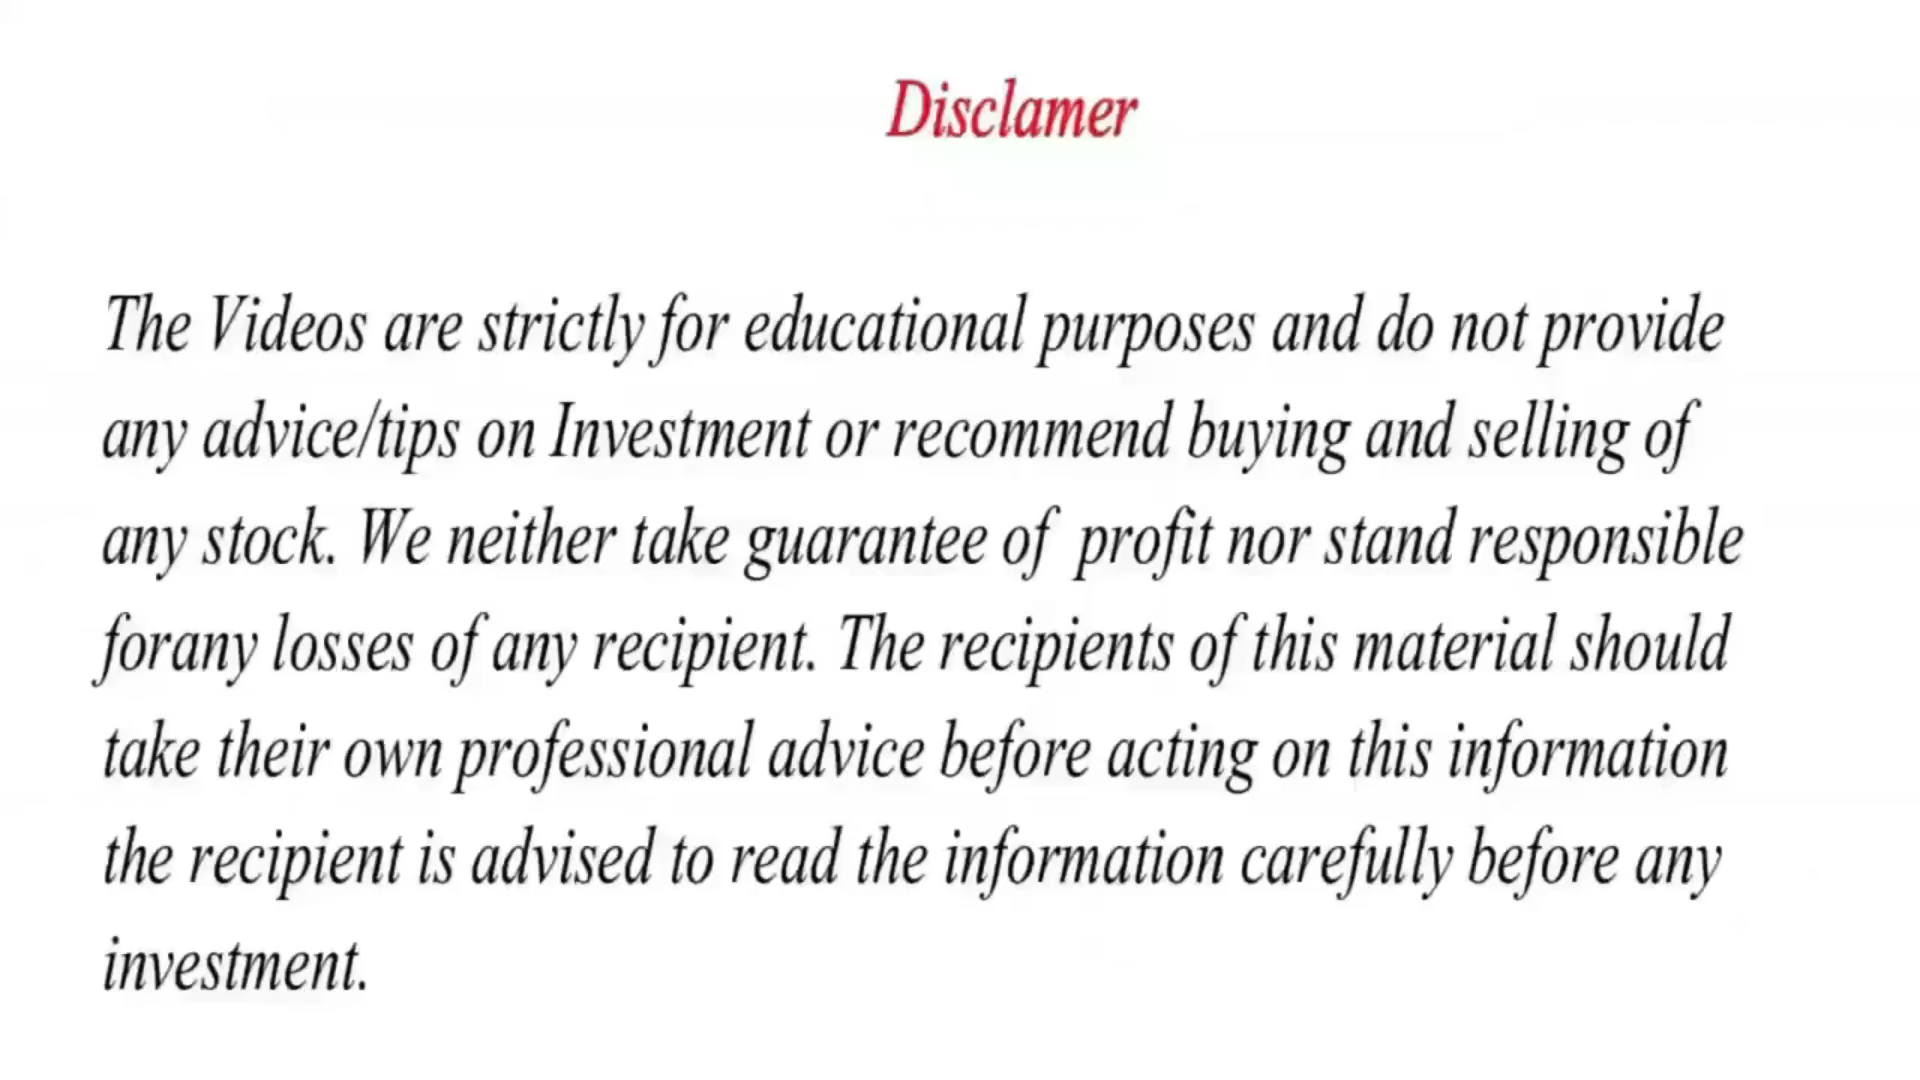 Disclamer
The Videos are strictly for educational purposes and do not provide
any advice/tips on Investment or recommend buying and selling of
any stock. We neither take guarantee of profit nor stand responsible
forany losses of any recipient. The recipients of this material should
take their own professional advice before acting on this information
the recipient is advised to read the information carefully before any
investment.